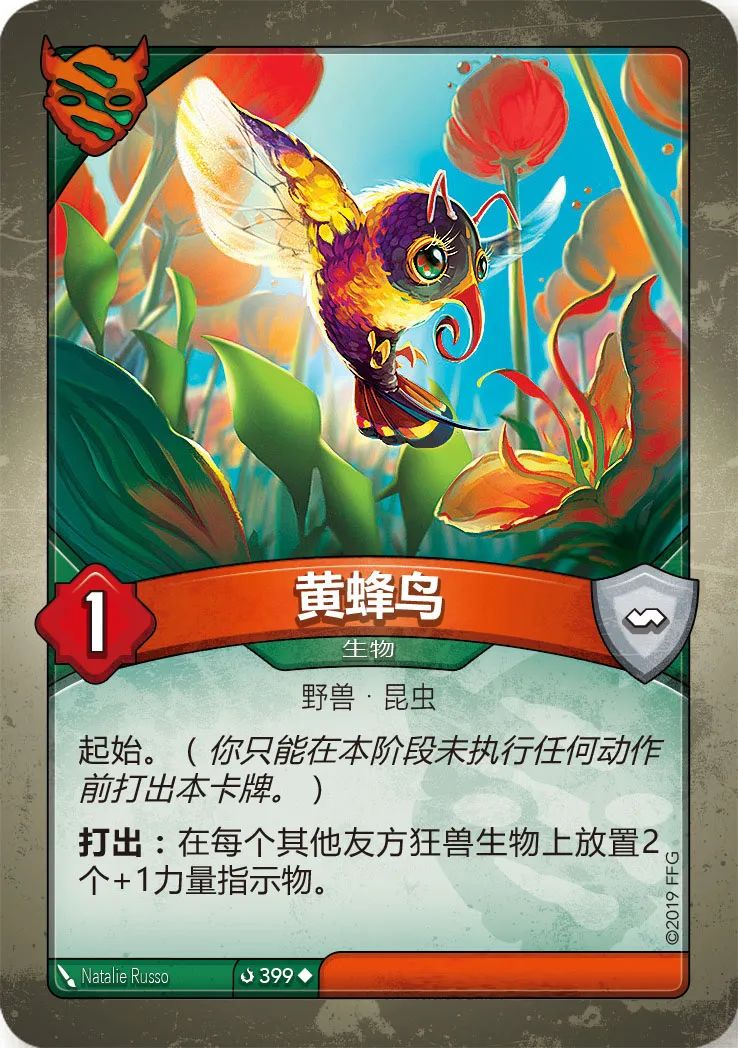 黄蜂鸟
1
生物
野兽 · 昆虫
起始。（ 你只能在本阶段未执行任何动作
前打出本卡牌。）
打出：在每个其他友方狂兽生物上放置2
个+1力量指示物。
©2019 FFG
Natalie Russo
399